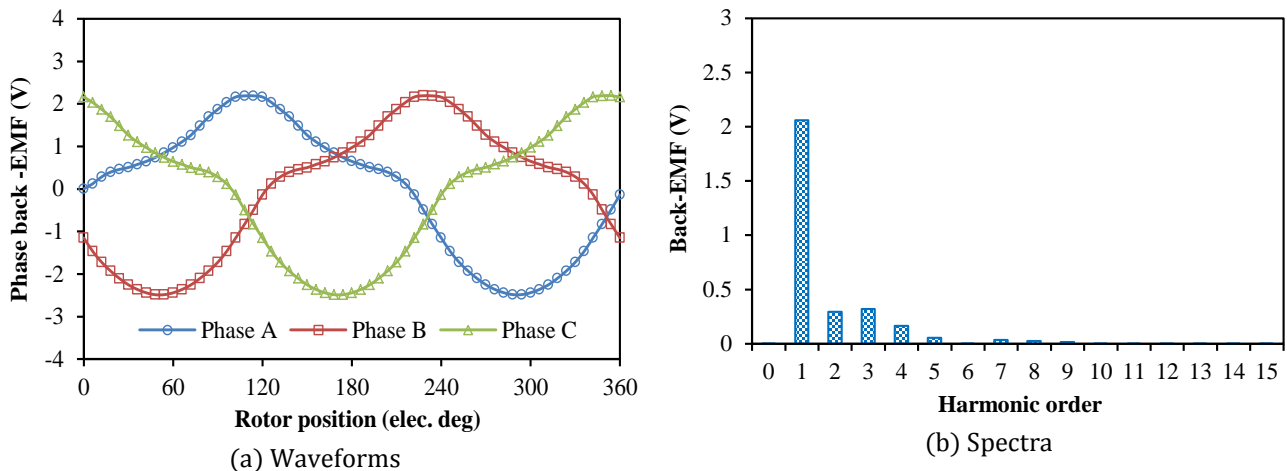 Phase back -EMF (V)
4
3
2
1
0
-1
-2
-3
-4
Phase A
Phase B
Phase C
0 60 120 180 240 300 360
Rotor position (elec. deg)
(a) Waveforms
Back-EMF (V)
3
2.5
2
1.5
1
0.5
0
0 1 2 3 4 5 6 7 8 9 10 11 12 13 14 15
Harmonic order
(b) Spectra